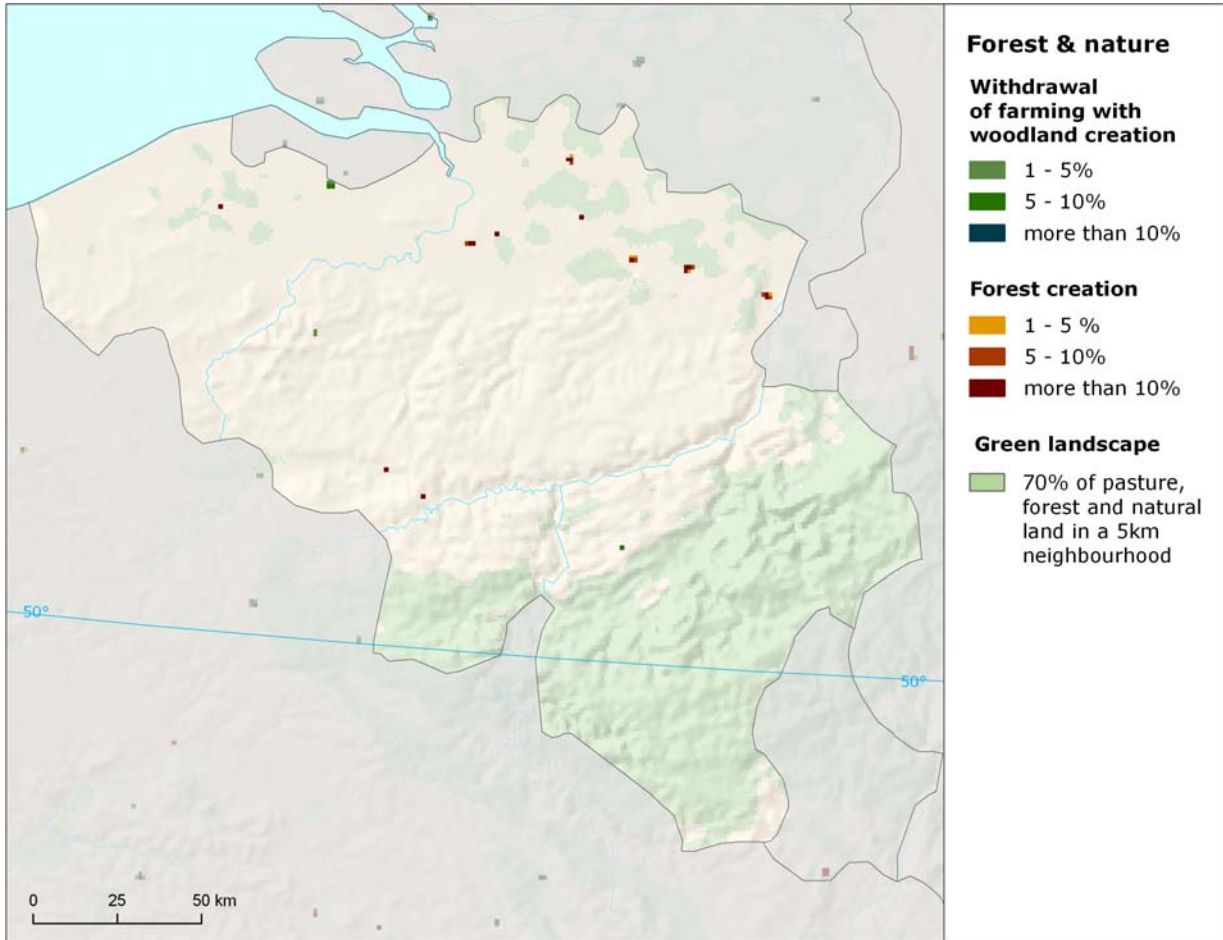 Forest & nature
Withdrawal
of farming with
woodland creation
1 - 5%
5 - 10%
more than 10%
Forest creation
1 - 5 %
5 - 10%
more than 10%
Green landscape
70% of pasture,
forest and natural
land in a 5km
neighbourhood
50°
50°
0 25 50 km